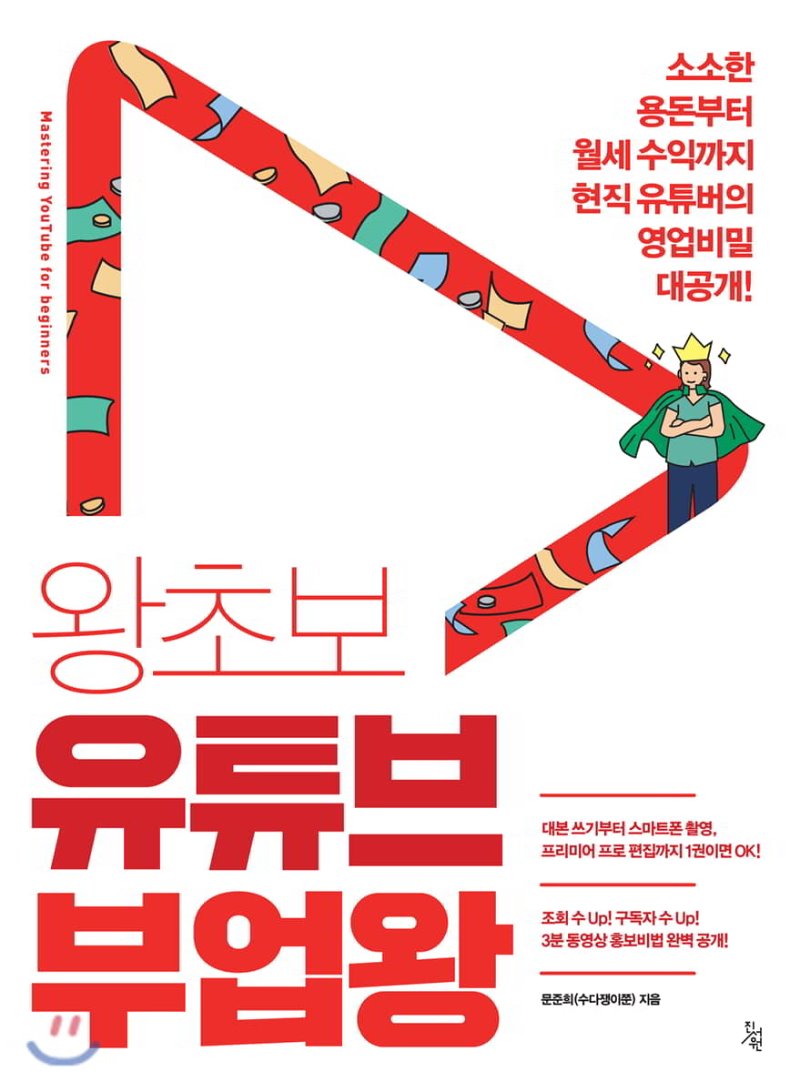 소소한
용돈부터
월세 수익까지
현직 유튜버의
영업비밀
대공개!
Mastering YouTube for beginners
왕초보
유튜브
부업왕
대본 쓰기부터 스마트폰 촬영,
프리미어 프로 편집까지 1권이면 OK!
조회 수 Up! 구독자 수 Up!
3분 동영상 홍보비법 완벽 공개!
문준희(수다쟁이쭌) 지음
진서원